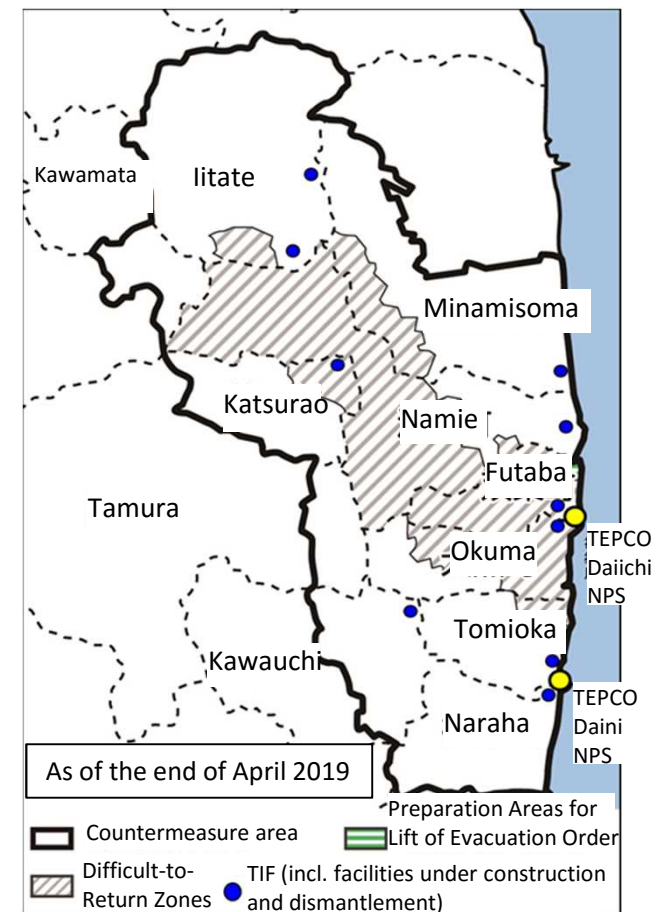 Kawamata
Iitate
Minamisoma
Katsurao
Namie
Futaba
Tamura
Okuma
TEPCO
Daiichi
NPS
Tomioka
Kawauchi
Naraha
TEPCO
Daini
NPS
As of the end of April 2019
Countermeasure area
Preparation Areas for
Lift of Evacuation Order
Difficult-to-
Return Zones
TIF (incl. facilities under construction
and dismantlement)